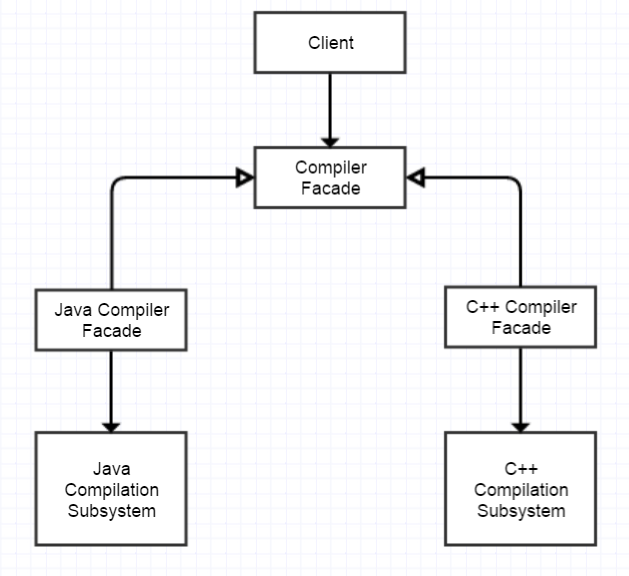 Client
Compiler
Facade
Java Compiler
Facade
C++ Compiler
Facade
Java
Compilation
Subsystem
C++
Compilation
Subsystem